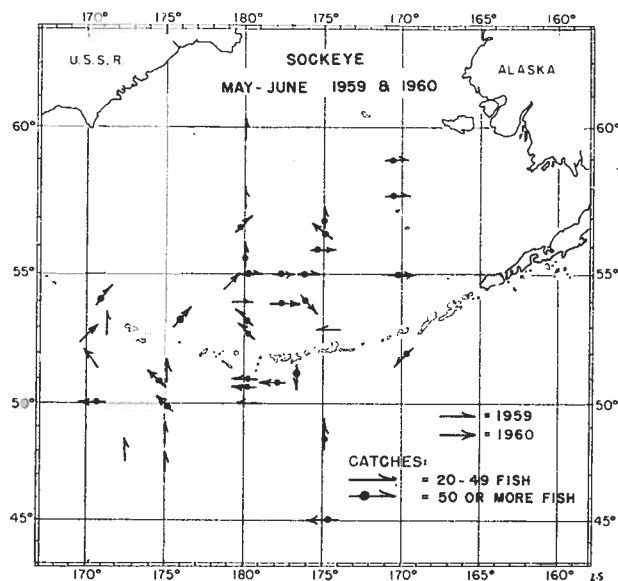 170° 175° 180° 175° 170° 165° 160°
U.S.S.R.
SOCKEYE
ALASKA
MAY-JUNE 1959 & 1960
60° 60°
55° 55°
50° 50°
= 1959
= 1960
CATCHES:
= 20-49 FISH
= 50 OR MORE FISH
45° 45°
170° 175° 180° 175° 170° 165° 160°